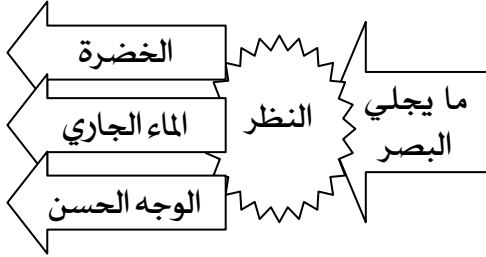 ما يجلي
البصر
النظر
الخضرة
الماء الجاري
الوجه الحسن